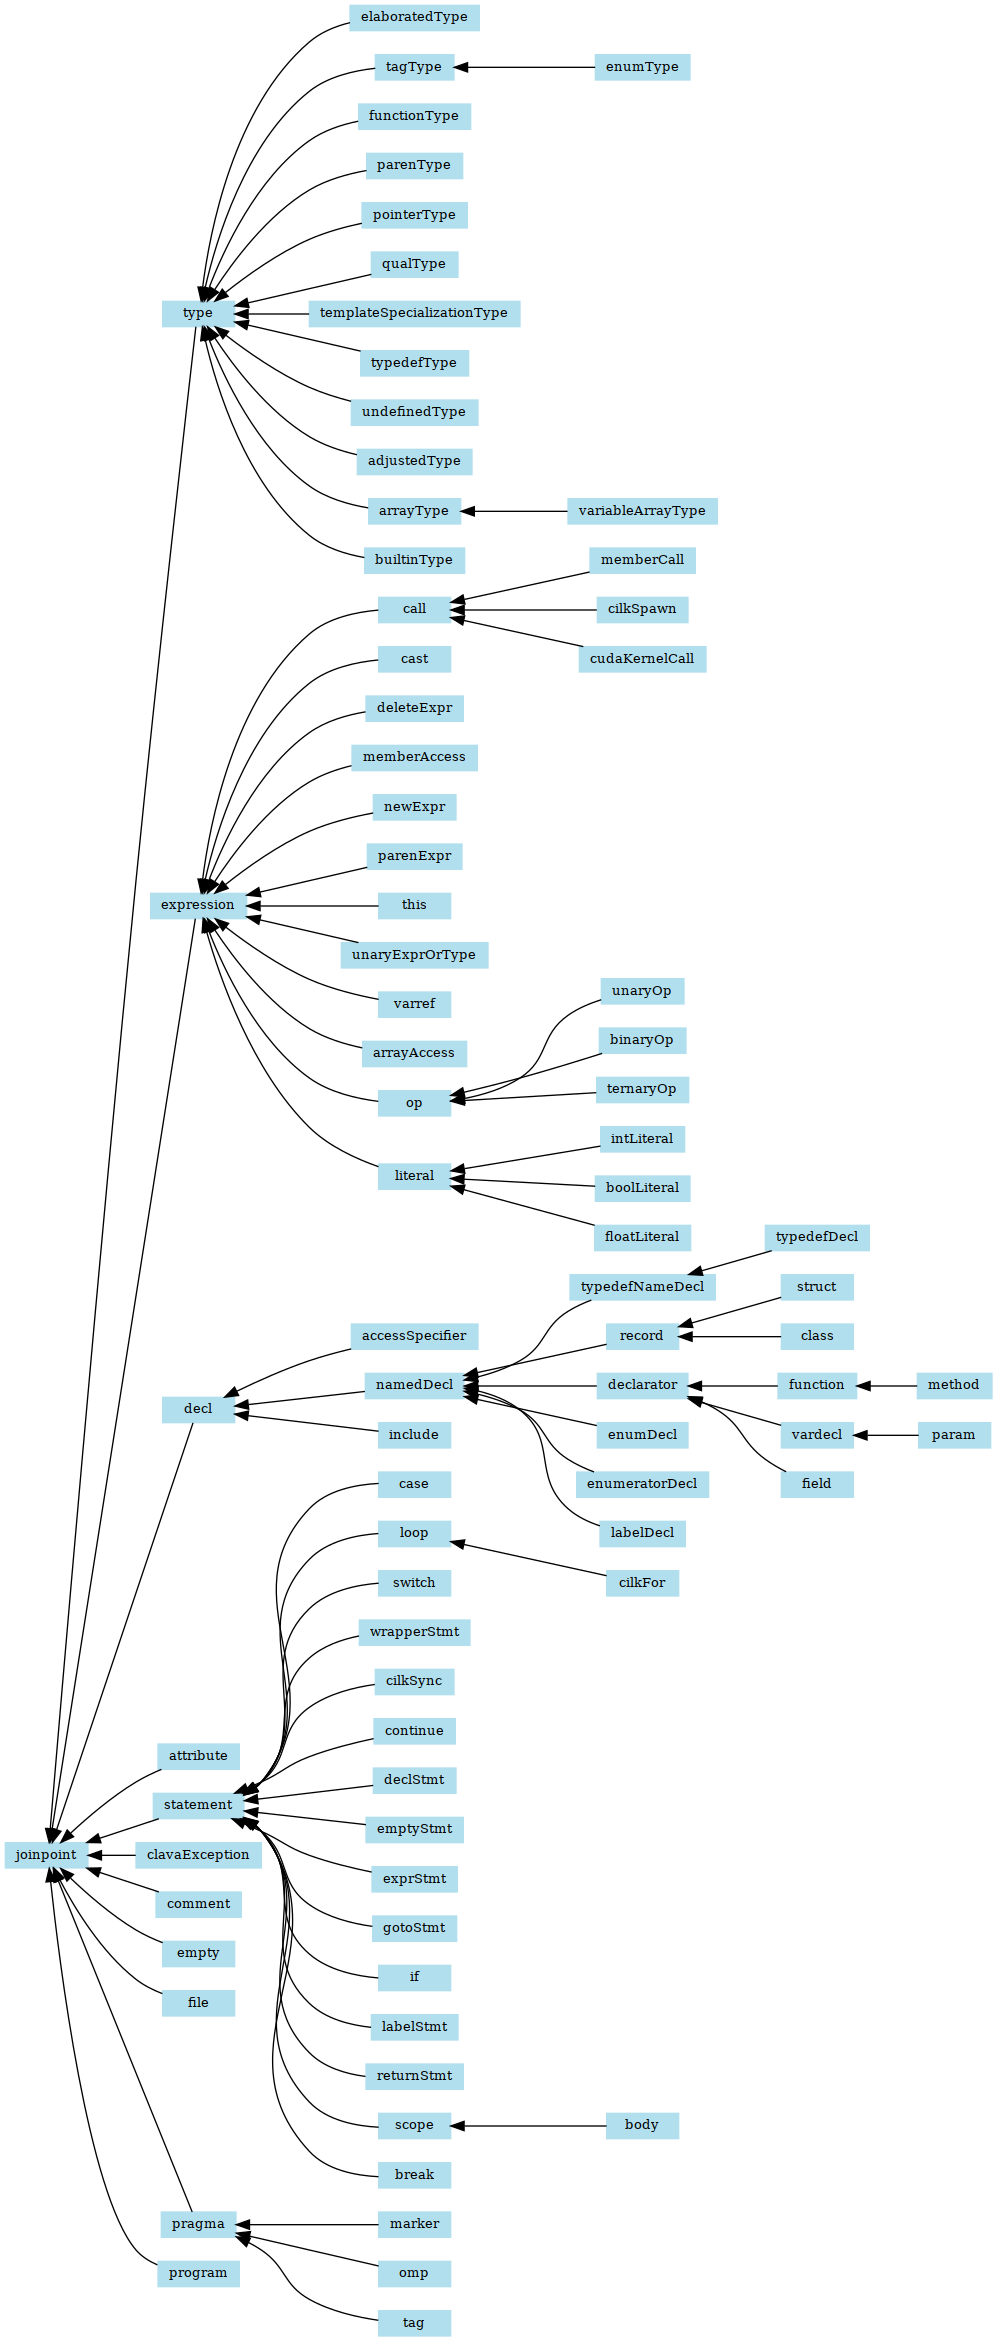 elaboratedType
tagType
enumType
functionType
parenType
pointerType
qualType
type
templateSpecializationType
typedefType
undefinedType
adjustedType
arrayType
variableArrayType
builtinType
memberCall
call
cilkSpawn
cast
cudaKernelCall
deleteExpr
memberAccess
newExpr
parenExpr
expression
this
unaryExprOrType
varref
unaryOp
arrayAccess
binaryOp
op
ternaryOp
intLiteral
literal
boolLiteral
floatLiteral
typedefDecl
typedefNameDecl
struct
accessSpecifier
record
class
namedDecl
declarator
function
method
decl
include
enumDecl
vardecl
param
case
enumeratorDecl
field
loop
labelDecl
switch
cilkFor
wrapperStmt
cilkSync
continue
attribute
declStmt
statement
emptyStmt
joinpoint
clavaException
exprStmt
comment
gotoStmt
empty
if
file
labelStmt
returnStmt
scope
body
break
pragma
marker
program
omp
tag